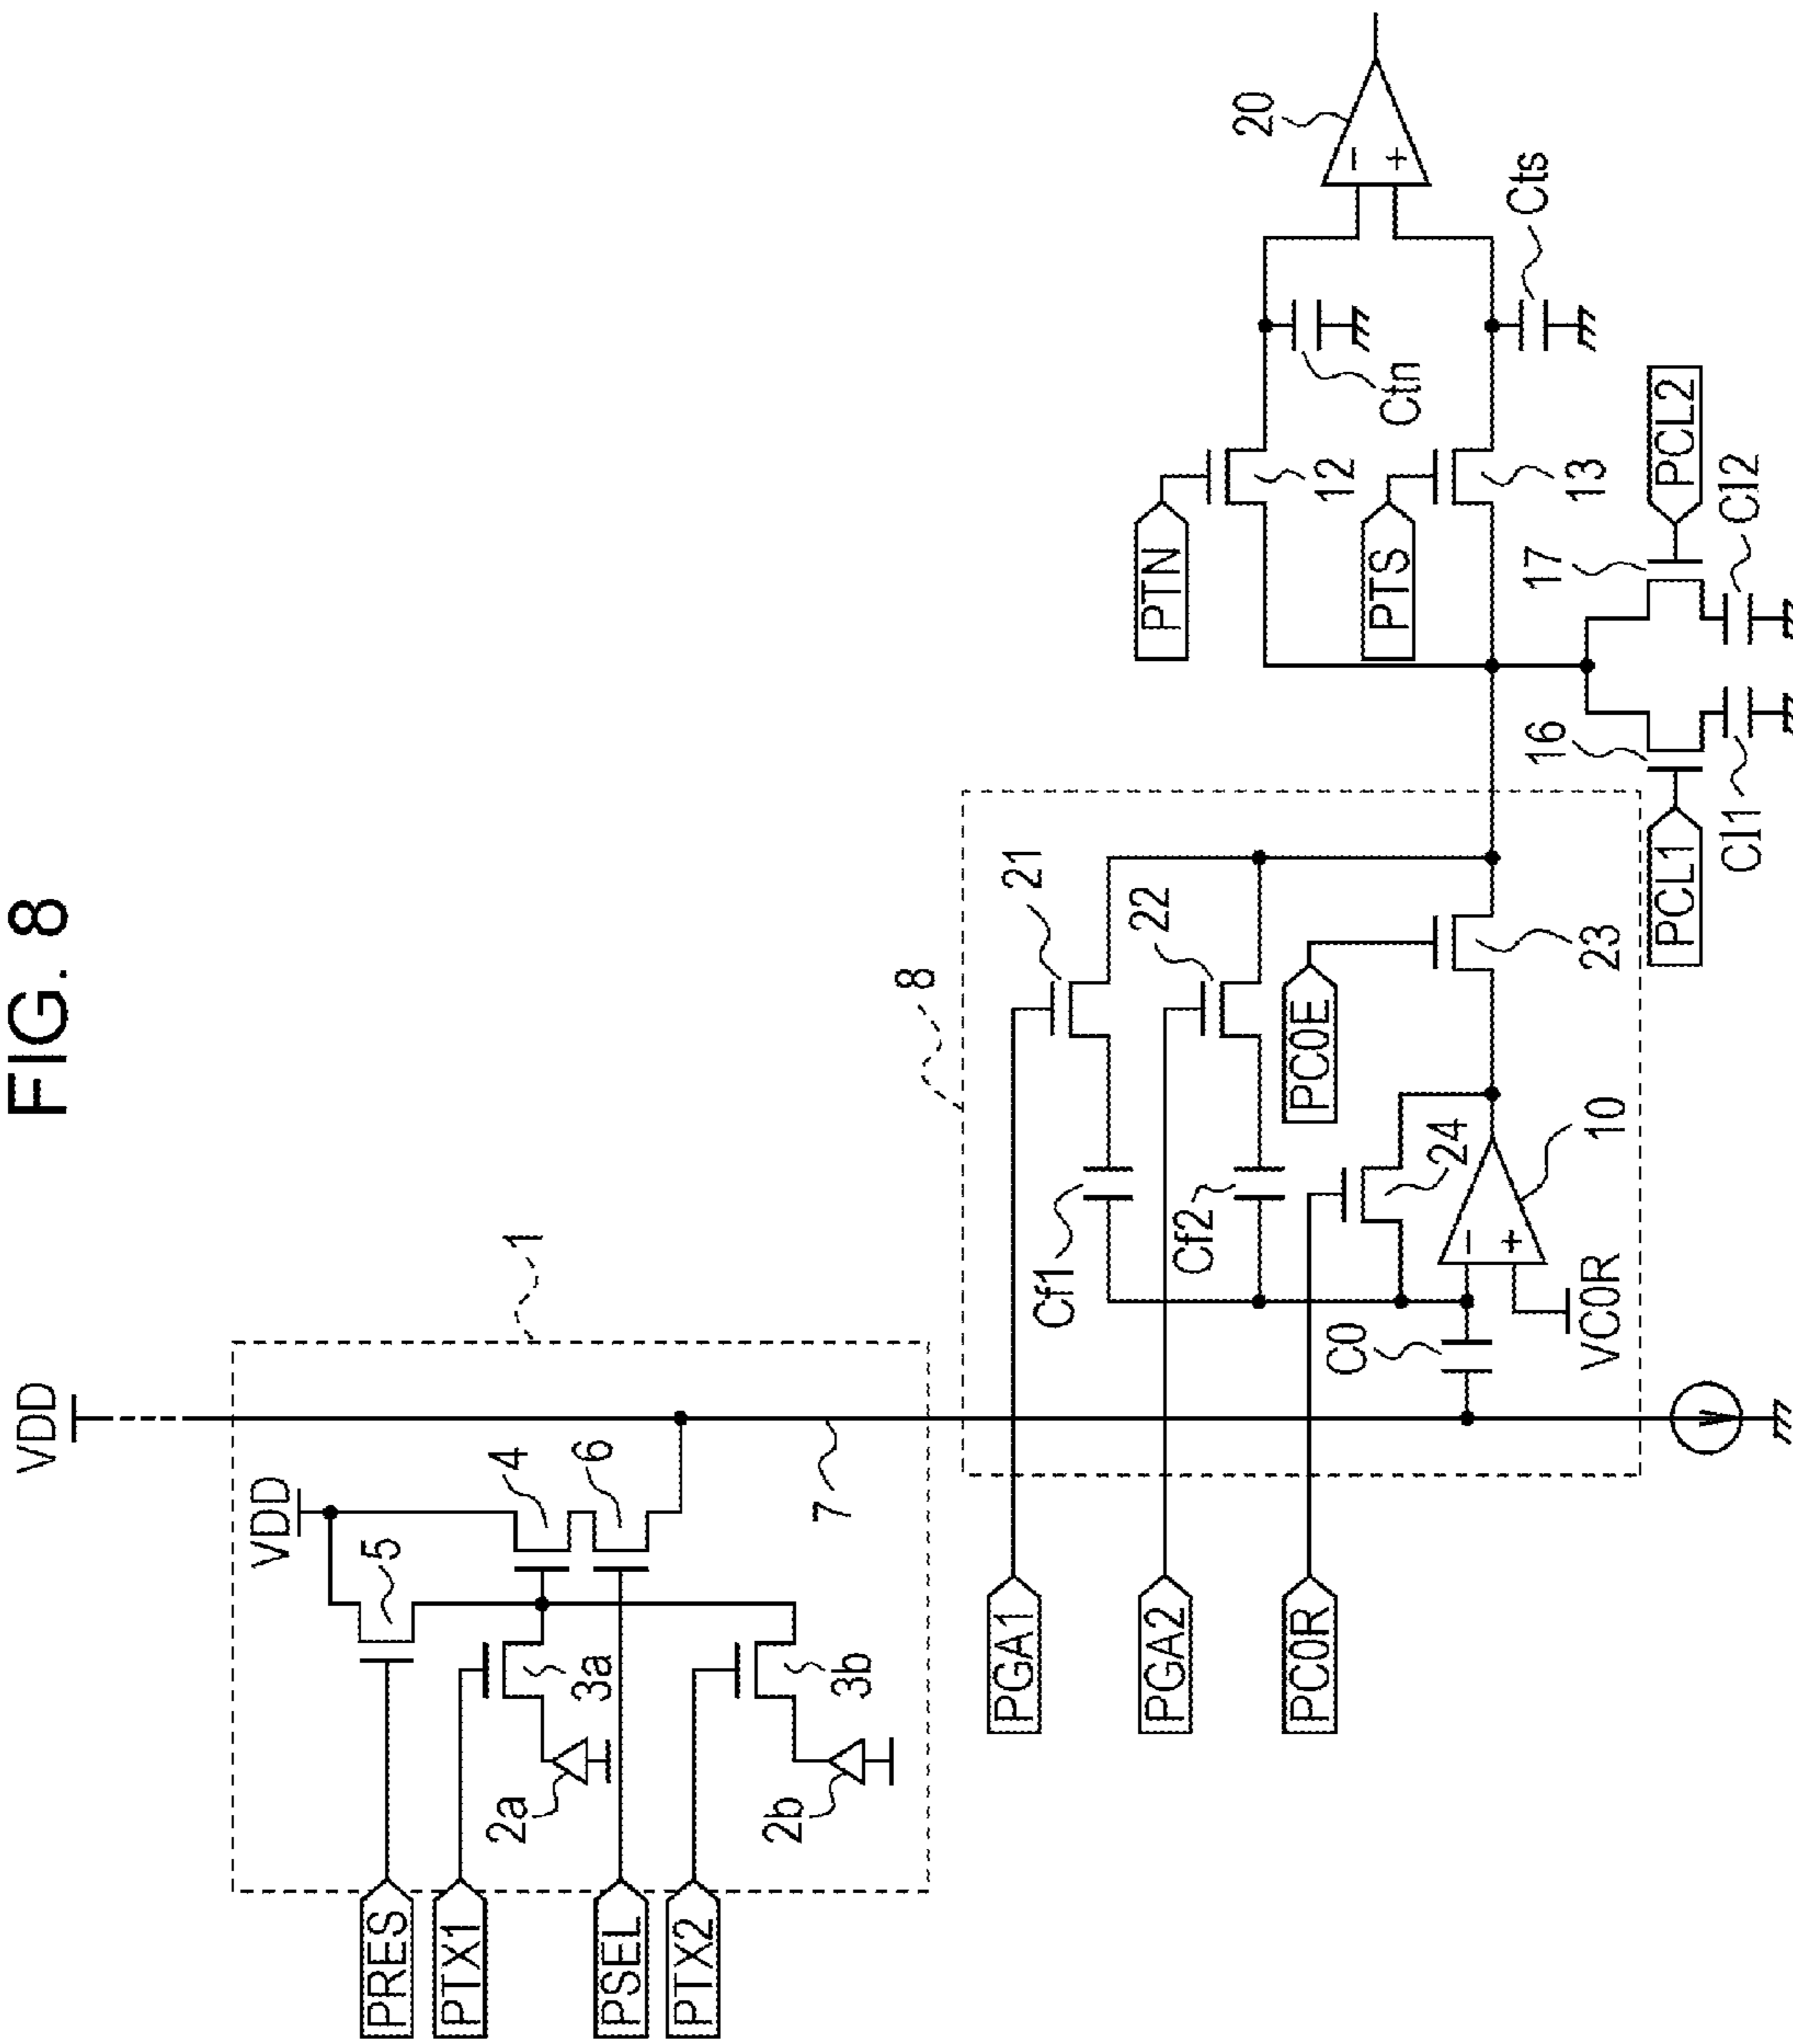 FIG. 8
VDD
VDD
1
5
4
6
7
3a
3b
2a
2b
PRES
PTX1
PSEL
PTX2
8
PGA1
PGA2
PC0R
Cf1
Cf2
C0
21
22
24
PC0E
23
10
-
+
VC0R
PTN
12
PTS
13
Ctn
Cts
20
-
+
16
17
PCL1
PCL2
Cl1
Cl2